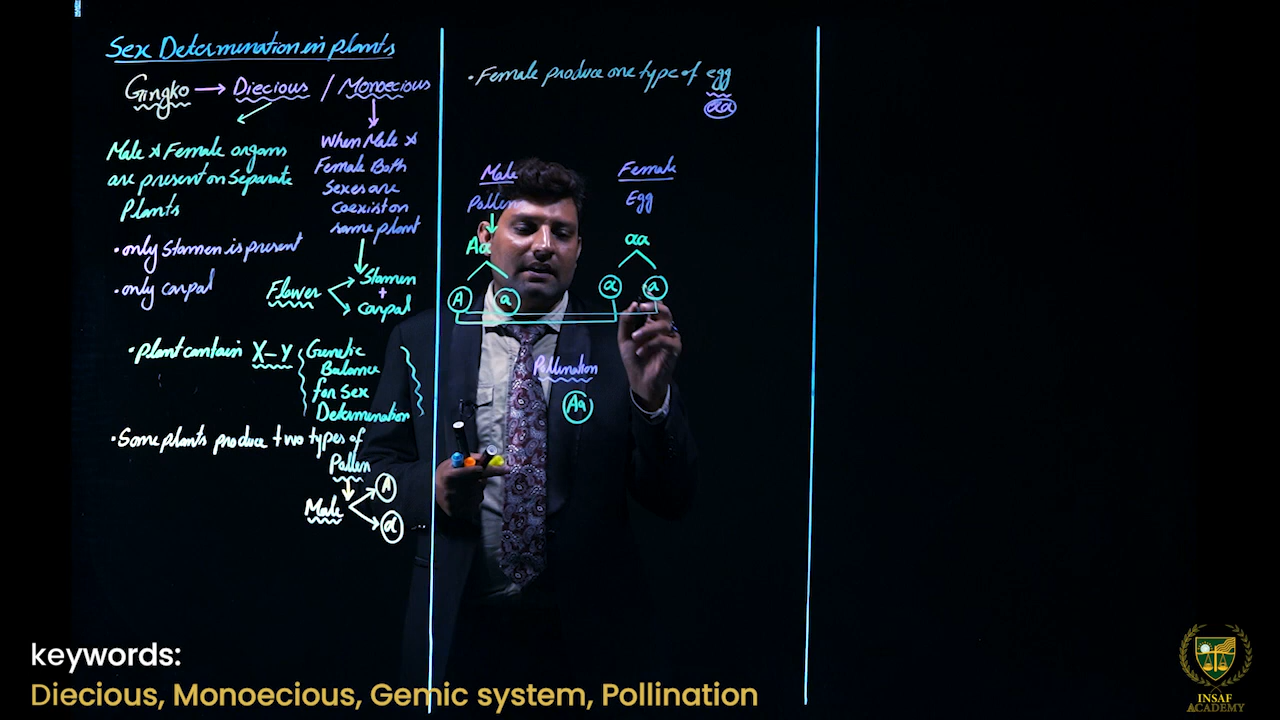 Sex Determination in plants
Gingko → Diecious / Monoecious
Male & Female organs
are present on Separate
Plants
• only Stamen is present
• only carpal
When Male &
Female Both
Sexes are
Coexist on
same plant
Flower
Stamen
+
Carpal
• plant contain X-Y
Genetic
Balance
for Sex
Determination
• Some plants produce two types of
Pollen
Male
A
a
• Female produce one type of egg
aa
Male
Pollen
Aa
A
a
Female
Egg
aa
a
a
Pollination
Aa
keywords:
Diecious, Monoecious, Gemic system, Pollination
INSAF
ACADEMY